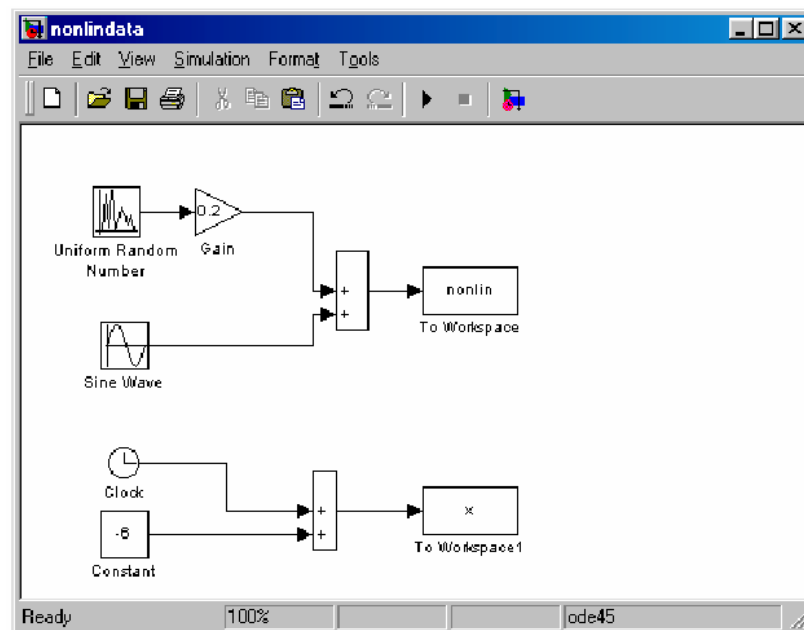 nonlindata
File Edit View Simulation Format Tools
0.2
Uniform Random
Number
Gain
+
+
nonlin
To Workspace
Sine Wave
Clock
+
+
x
-6
To Workspace1
Constant
Ready 100% ode45